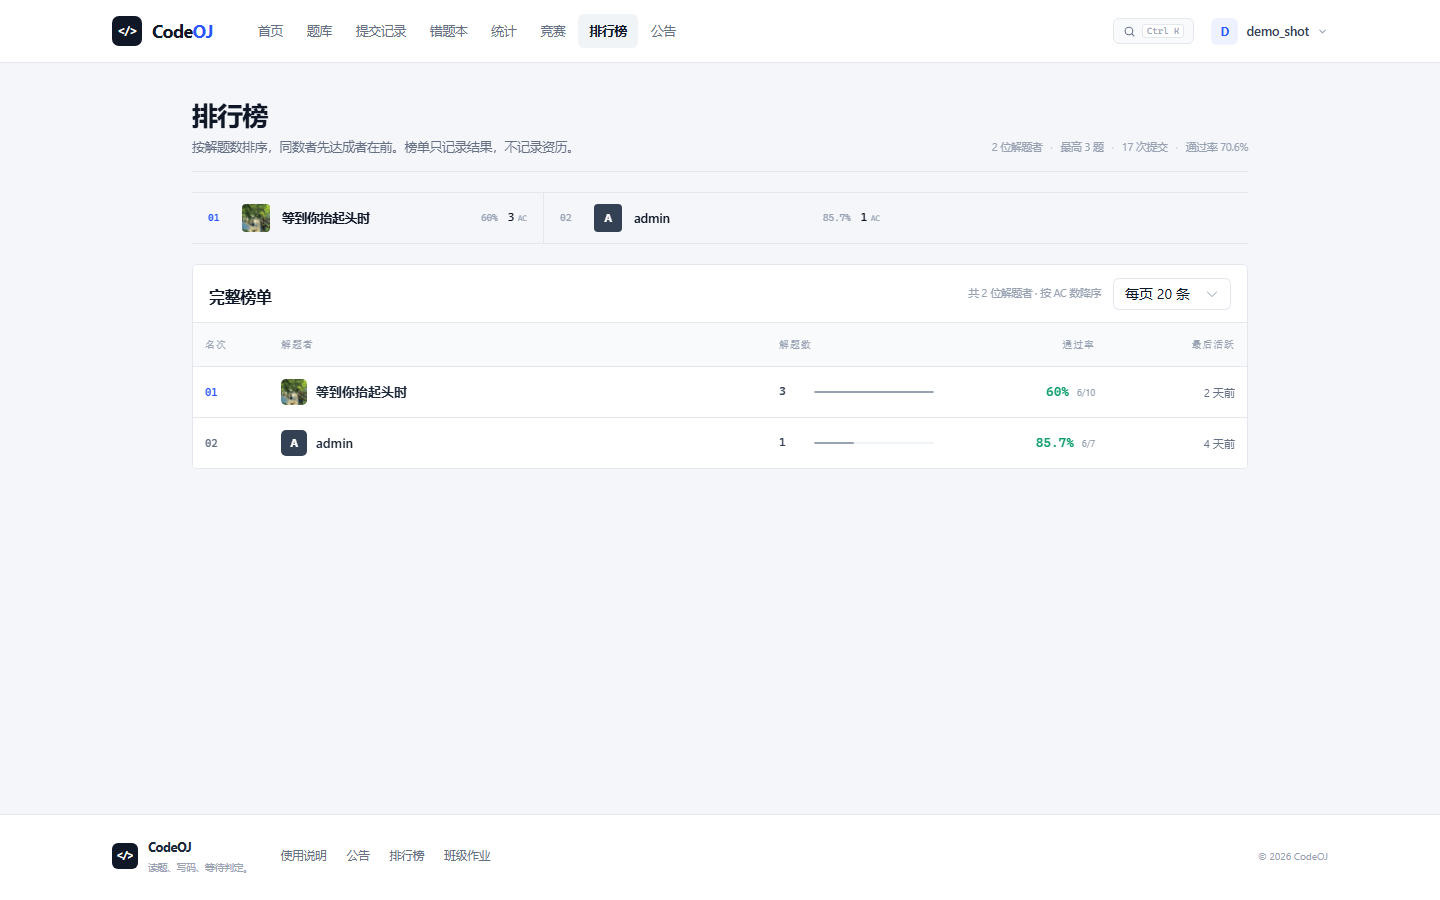 </> CodeOJ 首页 题库 提交记录 错题本 统计 竞赛 排行榜 公告 Ctrl K D demo_shot
排行榜
按解题数排序，同数者先达成者在前。榜单只记录结果，不记录资历。
2 位解题者 · 最高 3 题 · 17 次提交 · 通过率 70.6%
01 等到你抬起头时 60% 3 AC 02 A admin 85.7% 1 AC
完整榜单 共 2 位解题者 · 按 AC 数降序 每页 20 条
名次 解题者 解题数 通过率 最后活跃
01 等到你抬起头时 3 60% 6/10 2 天前
02 A admin 1 85.7% 6/7 4 天前
</> CodeOJ
读题、写码、等待判定。
使用说明 公告 排行榜 班级作业
© 2026 CodeOJ